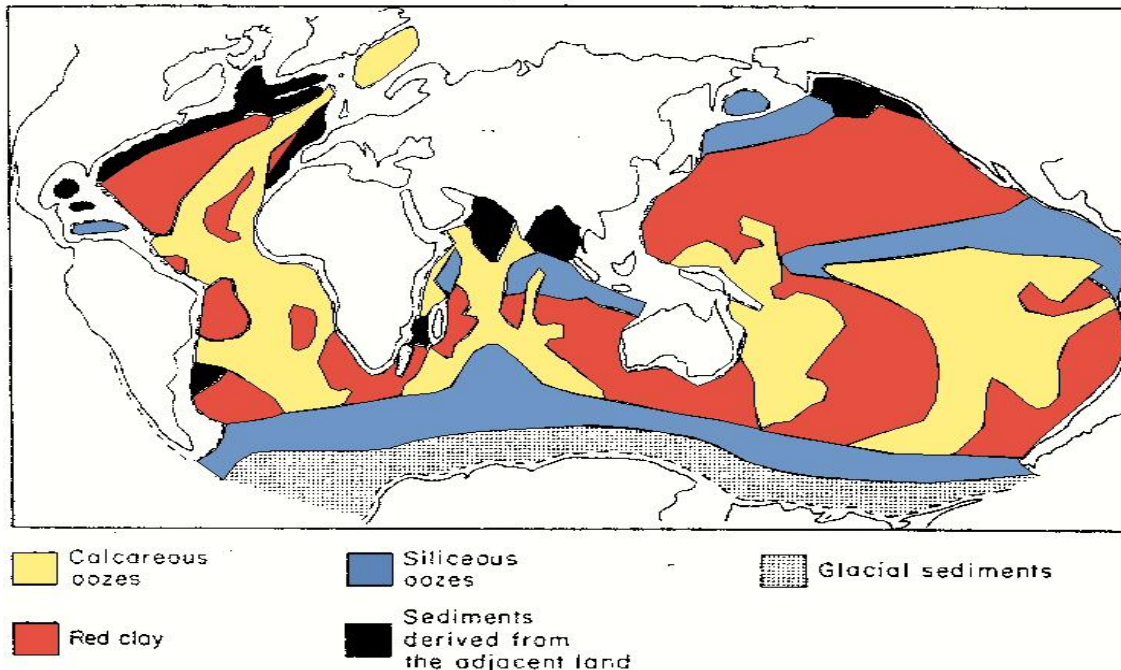 Calcareous
oozes
Siliceous
oozes
Glacial sediments
Red clay
Sediments
derived from
the adjacent land